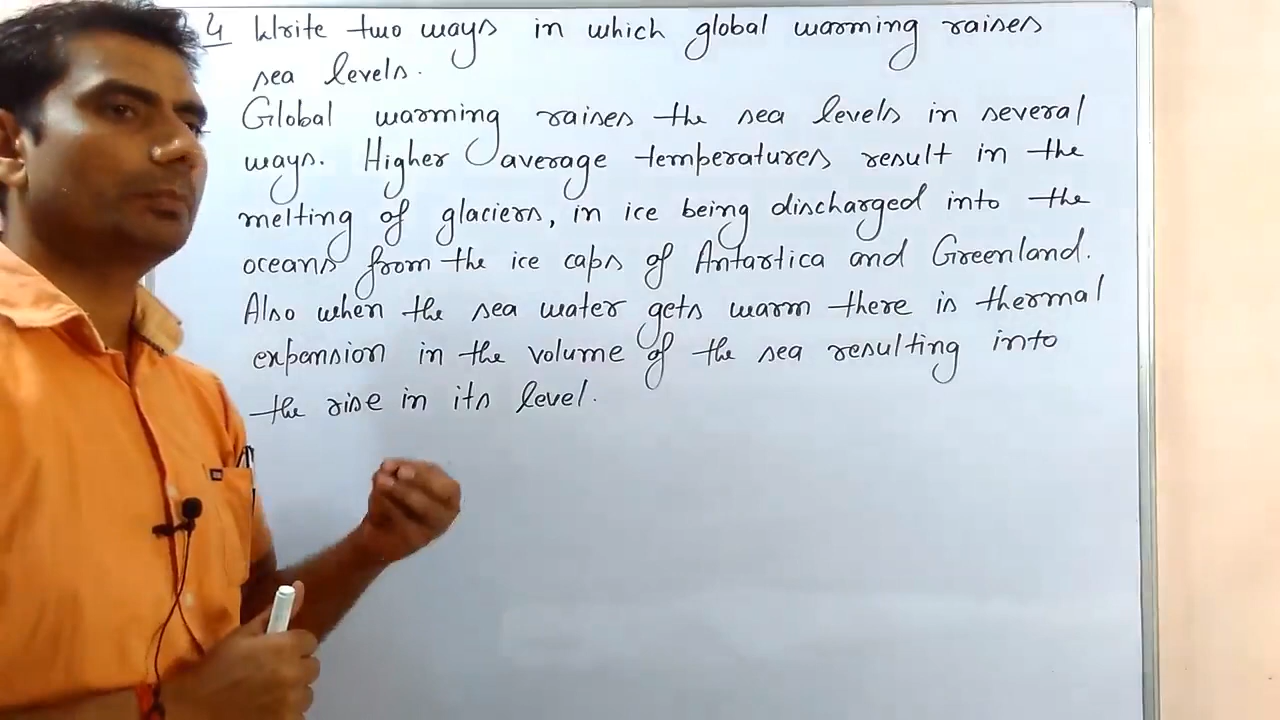 4 Write two ways in which global warming raises
sea levels.
Global warming raises the sea levels in several
ways. Higher average temperatures result in the
melting of glaciers, in ice being discharged into the
oceans from the ice caps of Antartica and Greenland.
Also when the sea water gets warm there is thermal
expansion in the volume of the sea resulting into
the rise in its level.